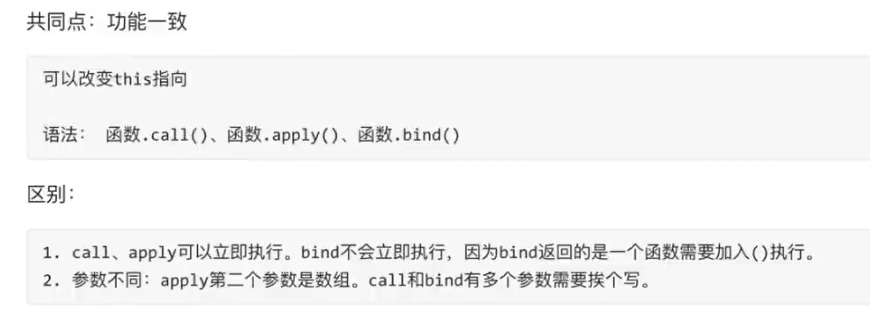 共同点：功能一致
可以改变this指向
语法： 函数.call()、函数.apply()、函数.bind()
区别：
1. call、apply可以立即执行。bind不会立即执行，因为bind返回的是一个函数需要加入()执行。
2. 参数不同：apply第二个参数是数组。call和bind有多个参数需要挨个写。